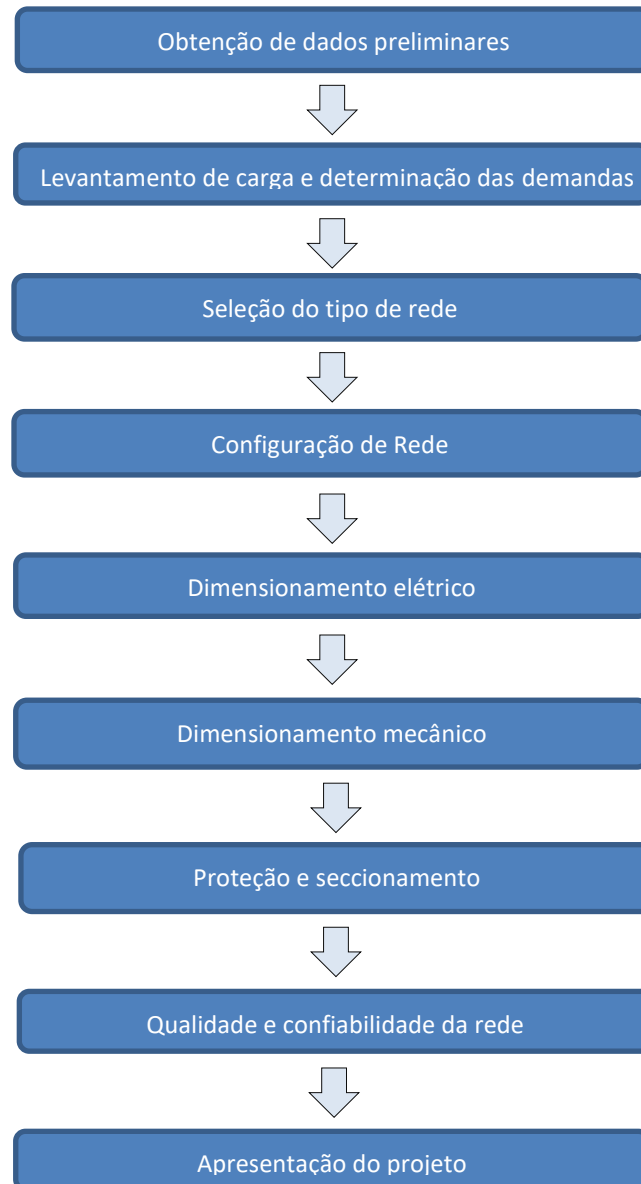 Obtenção de dados preliminares
Levantamento de carga e determinação das demandas
Seleção do tipo de rede
Configuração de Rede
Dimensionamento elétrico
Dimensionamento mecânico
Proteção e seccionamento
Qualidade e confiabilidade da rede
Apresentação do projeto